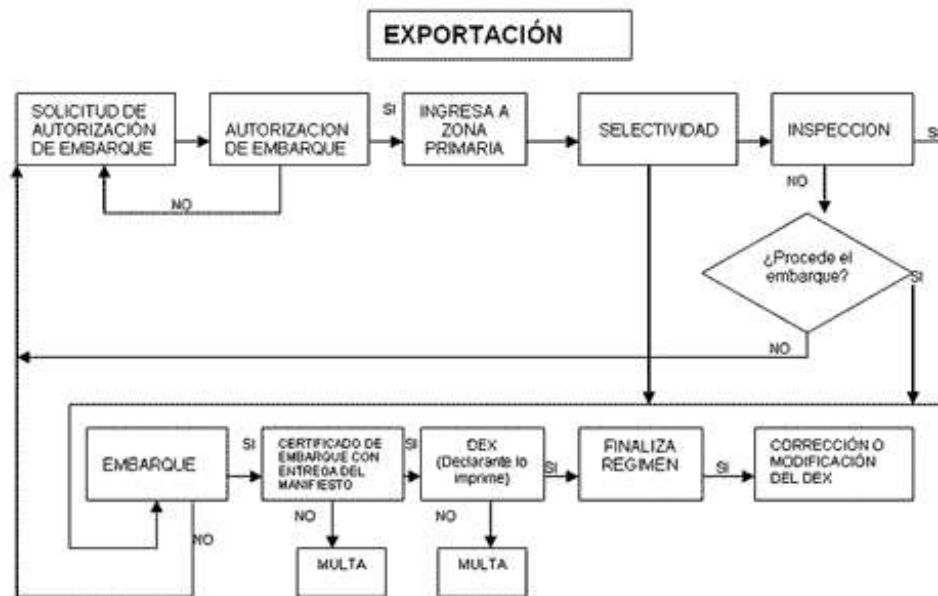 EXPORTACIÓN
SOLICITUD DE
AUTORIZACIÓN
DE EMBARQUE
AUTORIZACION
DE EMBARQUE
SI
INGRESA A
ZONA
PRIMARIA
SELECTIVIDAD
INSPECCION
SI
NO
NO
¿Procede el
embarque?
SI
NO
EMBARQUE
SI
CERTIFICADO DE
EMBARQUE CON
ENTREGA DEL
MANIFIESTO
SI
DEX
(Declarante lo
imprime)
SI
FINALIZA
REGIMEN
SI
CORRECCIÓN O
MODIFICACIÓN
DEL DEX
NO
NO
NO
MULTA
MULTA